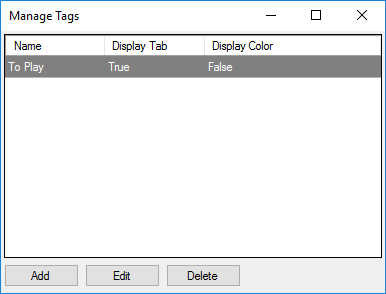 Manage Tags
Name Display Tab Display Color
To Play True False
Add Edit Delete